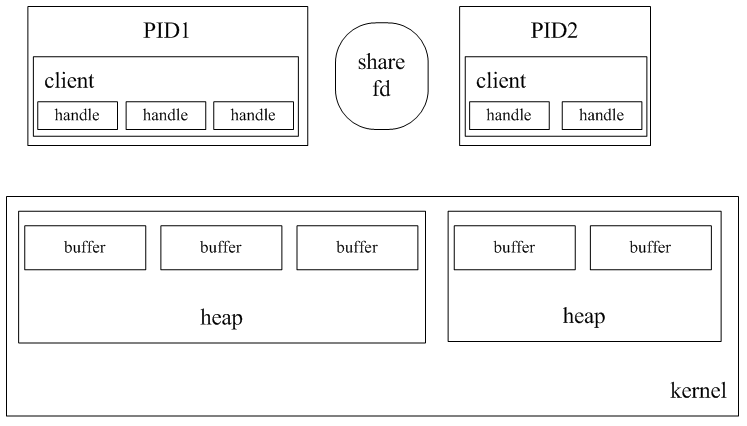 PID1
client
handle handle handle
share
fd
PID2
client
handle handle
buffer buffer buffer
heap
buffer buffer
heap
kernel